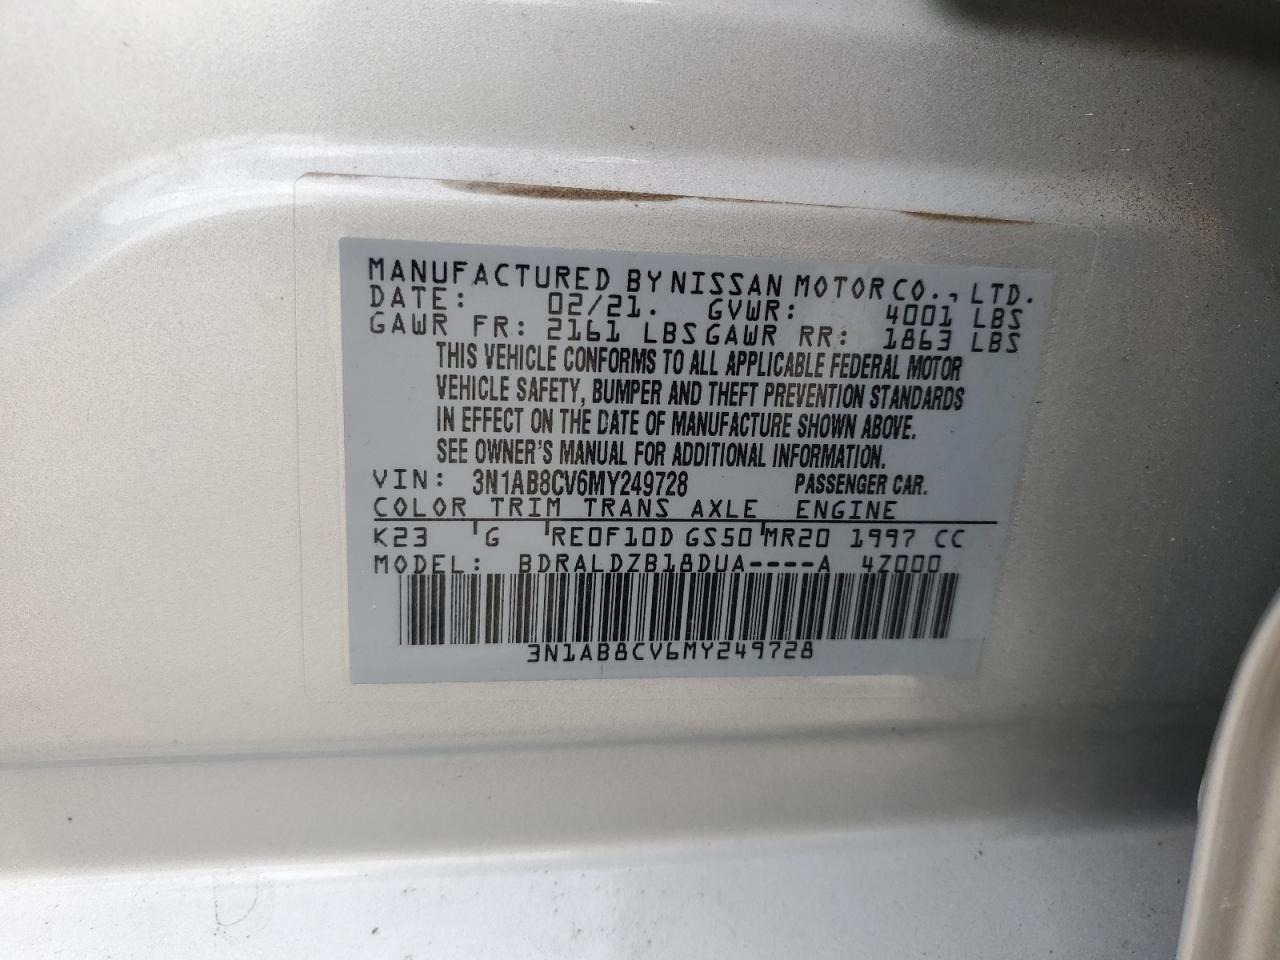 MANUFACTURED BY NISSAN MOTOR CO., LTD.
DATE: 02/21. GVWR: 4001 LBS
GAWR FR: 2161 LBS GAWR RR: 1863 LBS
THIS VEHICLE CONFORMS TO ALL APPLICABLE FEDERAL MOTOR
VEHICLE SAFETY, BUMPER AND THEFT PREVENTION STANDARDS
IN EFFECT ON THE DATE OF MANUFACTURE SHOWN ABOVE.
SEE OWNER'S MANUAL FOR ADDITIONAL INFORMATION.
VIN: 3N1AB8CV6MY249728 PASSENGER CAR.
COLOR TRIM TRANS AXLE ENGINE
K23 G RE0F10D GS50 MR20 1997 CC
MODEL: BDRALDZB18DUA----A 4Z000
3N1AB8CV6MY249728